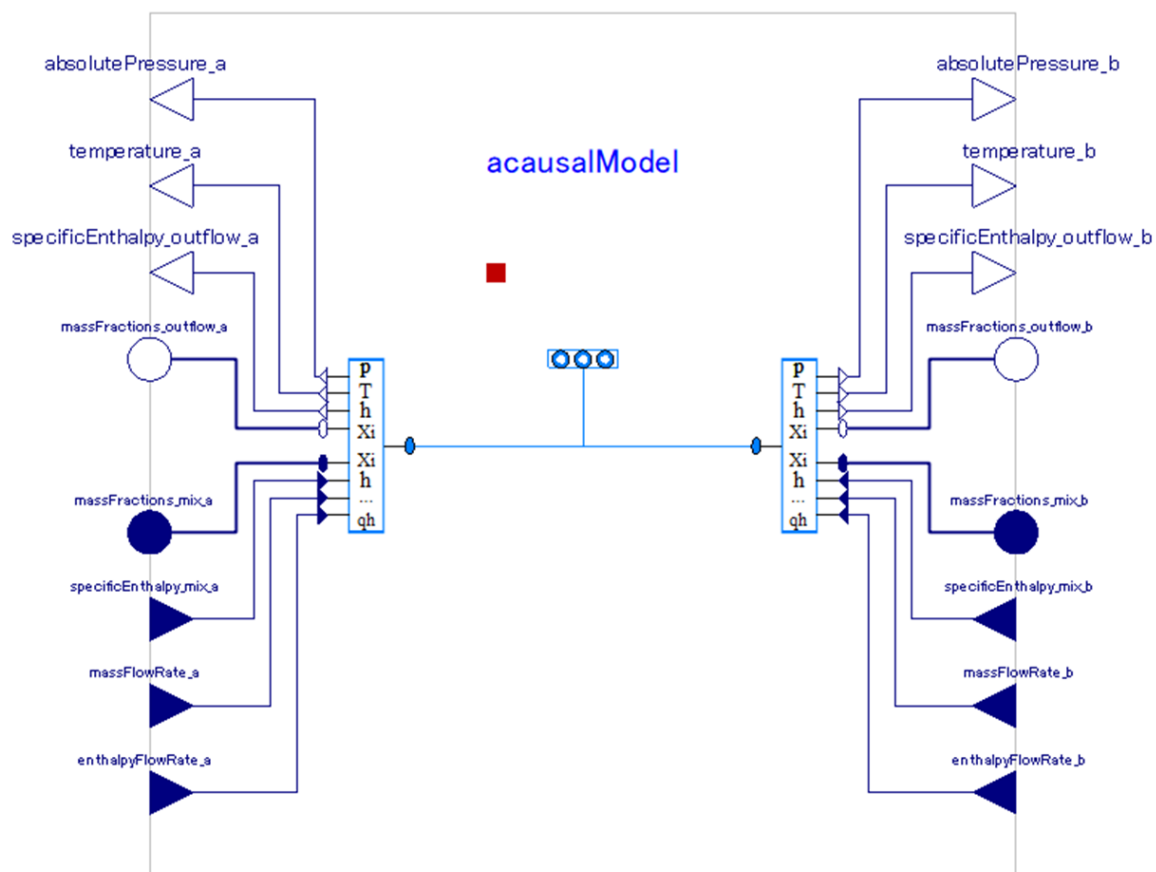 absolutePressure_a
absolutePressure_b
temperature_a
acausalModel
temperature_b
specificEnthalpy_outflow_a
specificEnthalpy_outflow_b
massFractions_outflow_a
massFractions_outflow_b
p
T
h
Xi
Xi
h
...
qh
p
T
h
Xi
Xi
h
...
qh
massFractions_mix_a
massFractions_mix_b
specificEnthalpy_mix_a
specificEnthalpy_mix_b
massFlowRate_a
massFlowRate_b
enthalpyFlowRate_a
enthalpyFlowRate_b